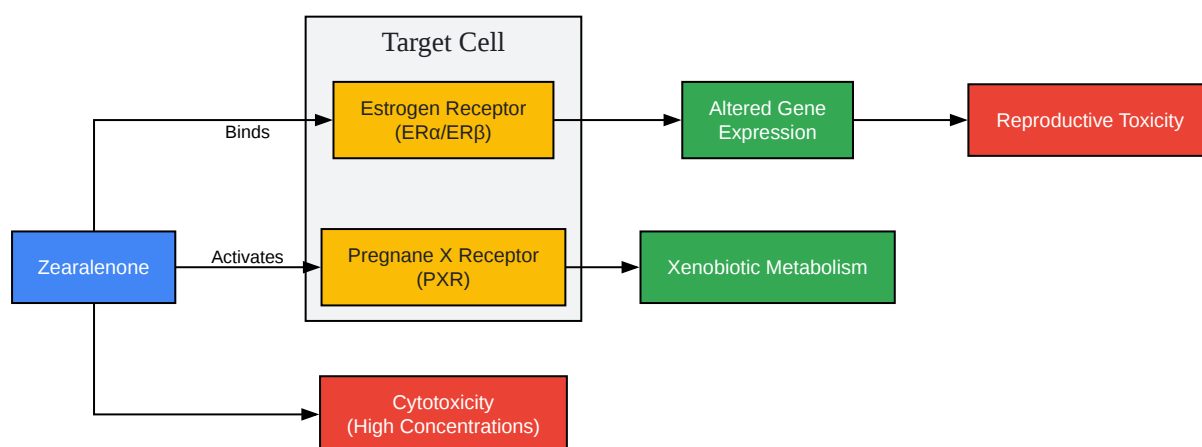 Target Cell
Estrogen Receptor
(ERα/ERβ)
Altered Gene
Expression
Reproductive Toxicity
Binds
Zearalenone
Activates
Pregnane X Receptor
(PXR)
Xenobiotic Metabolism
Cytotoxicity
(High Concentrations)